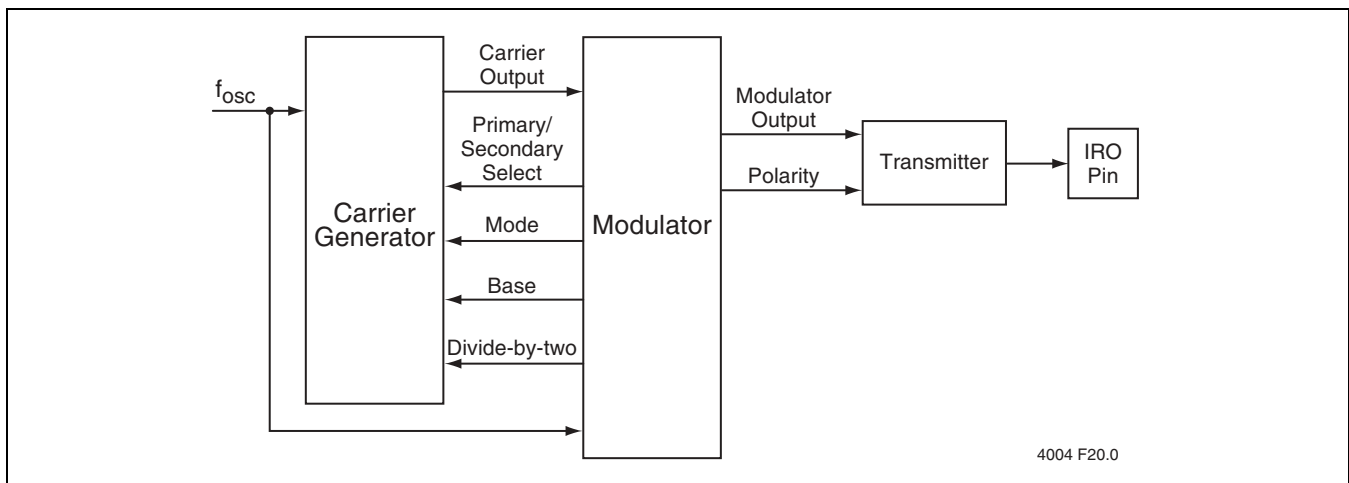 f_osc
Carrier
Generator
Carrier
Output
Primary/
Secondary
Select
Mode
Base
Divide-by-two
Modulator
Modulator
Output
Polarity
Transmitter
IRO
Pin
4004 F20.0